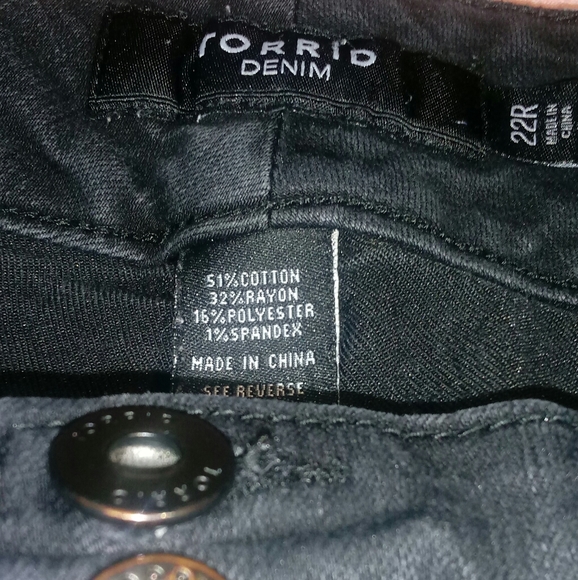 TORRID
DENIM
22R
MADE IN
CHINA
51%COTTON
32%RAYON
16%POLYESTER
1%SPANDEX
MADE IN CHINA
SEE REVERSE
TORRID
TORRID